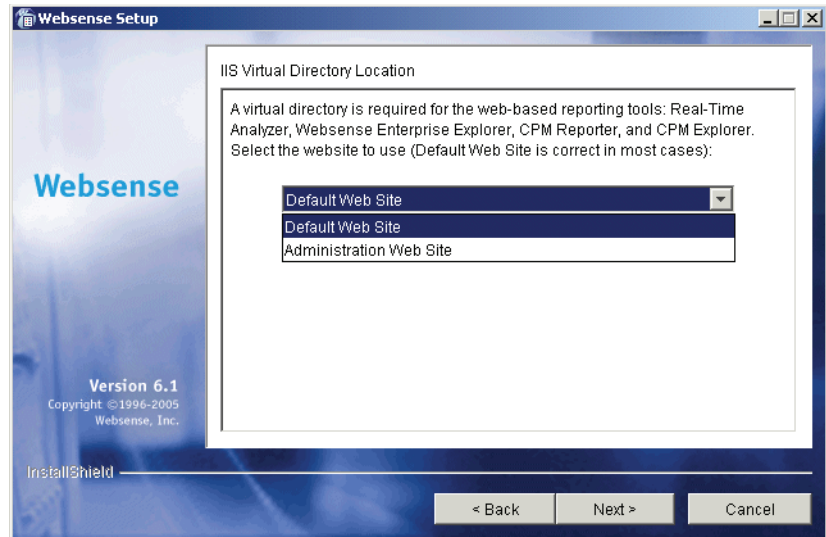 Websense Setup
IIS Virtual Directory Location
A virtual directory is required for the web-based reporting tools: Real-Time
Analyzer, Websense Enterprise Explorer, CPM Reporter, and CPM Explorer.
Select the website to use (Default Web Site is correct in most cases):
Websense
Default Web Site
Default Web Site
Administration Web Site
Version 6.1
Copyright ©1996-2005
Websense, Inc.
InstallShield
< Back
Next >
Cancel